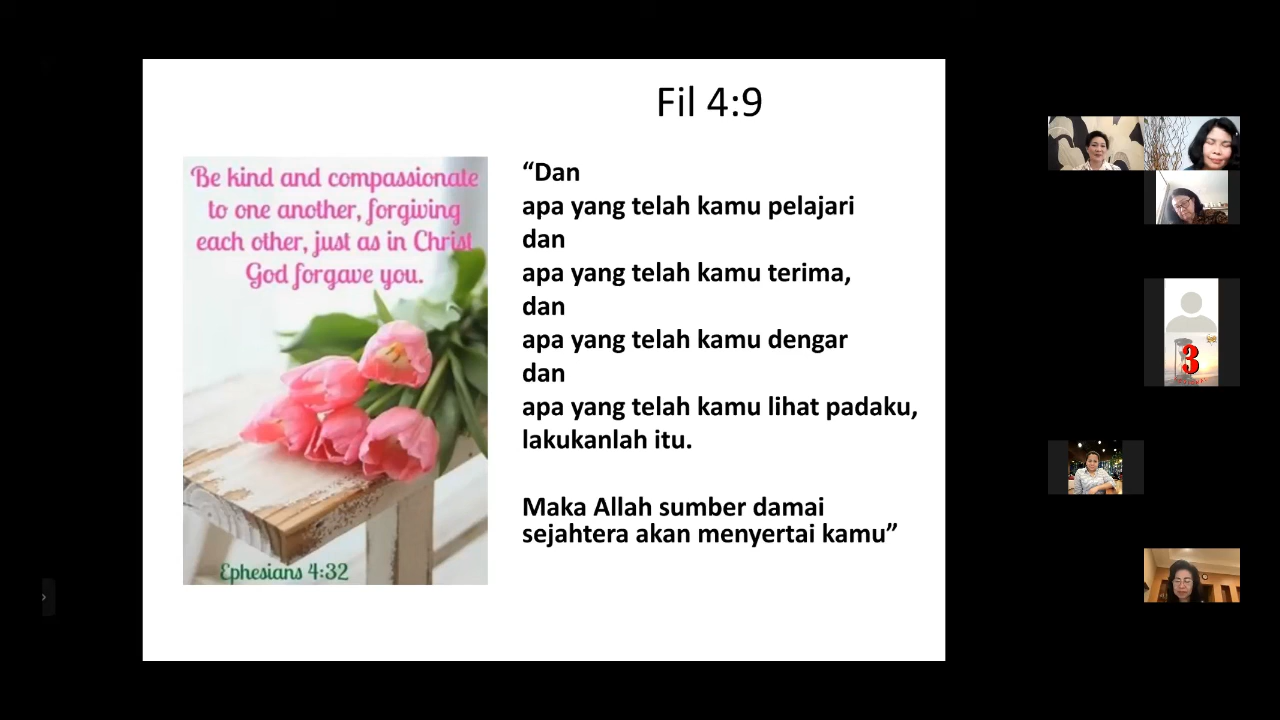 Fil 4:9
Be kind and compassionate
to one another, forgiving
each other, just as in Christ
God forgave you.
Ephesians 4:32
“Dan
apa yang telah kamu pelajari
dan
apa yang telah kamu terima,
dan
apa yang telah kamu dengar
dan
apa yang telah kamu lihat padaku,
lakukanlah itu.
Maka Allah sumber damai
sejahtera akan menyertai kamu”
3